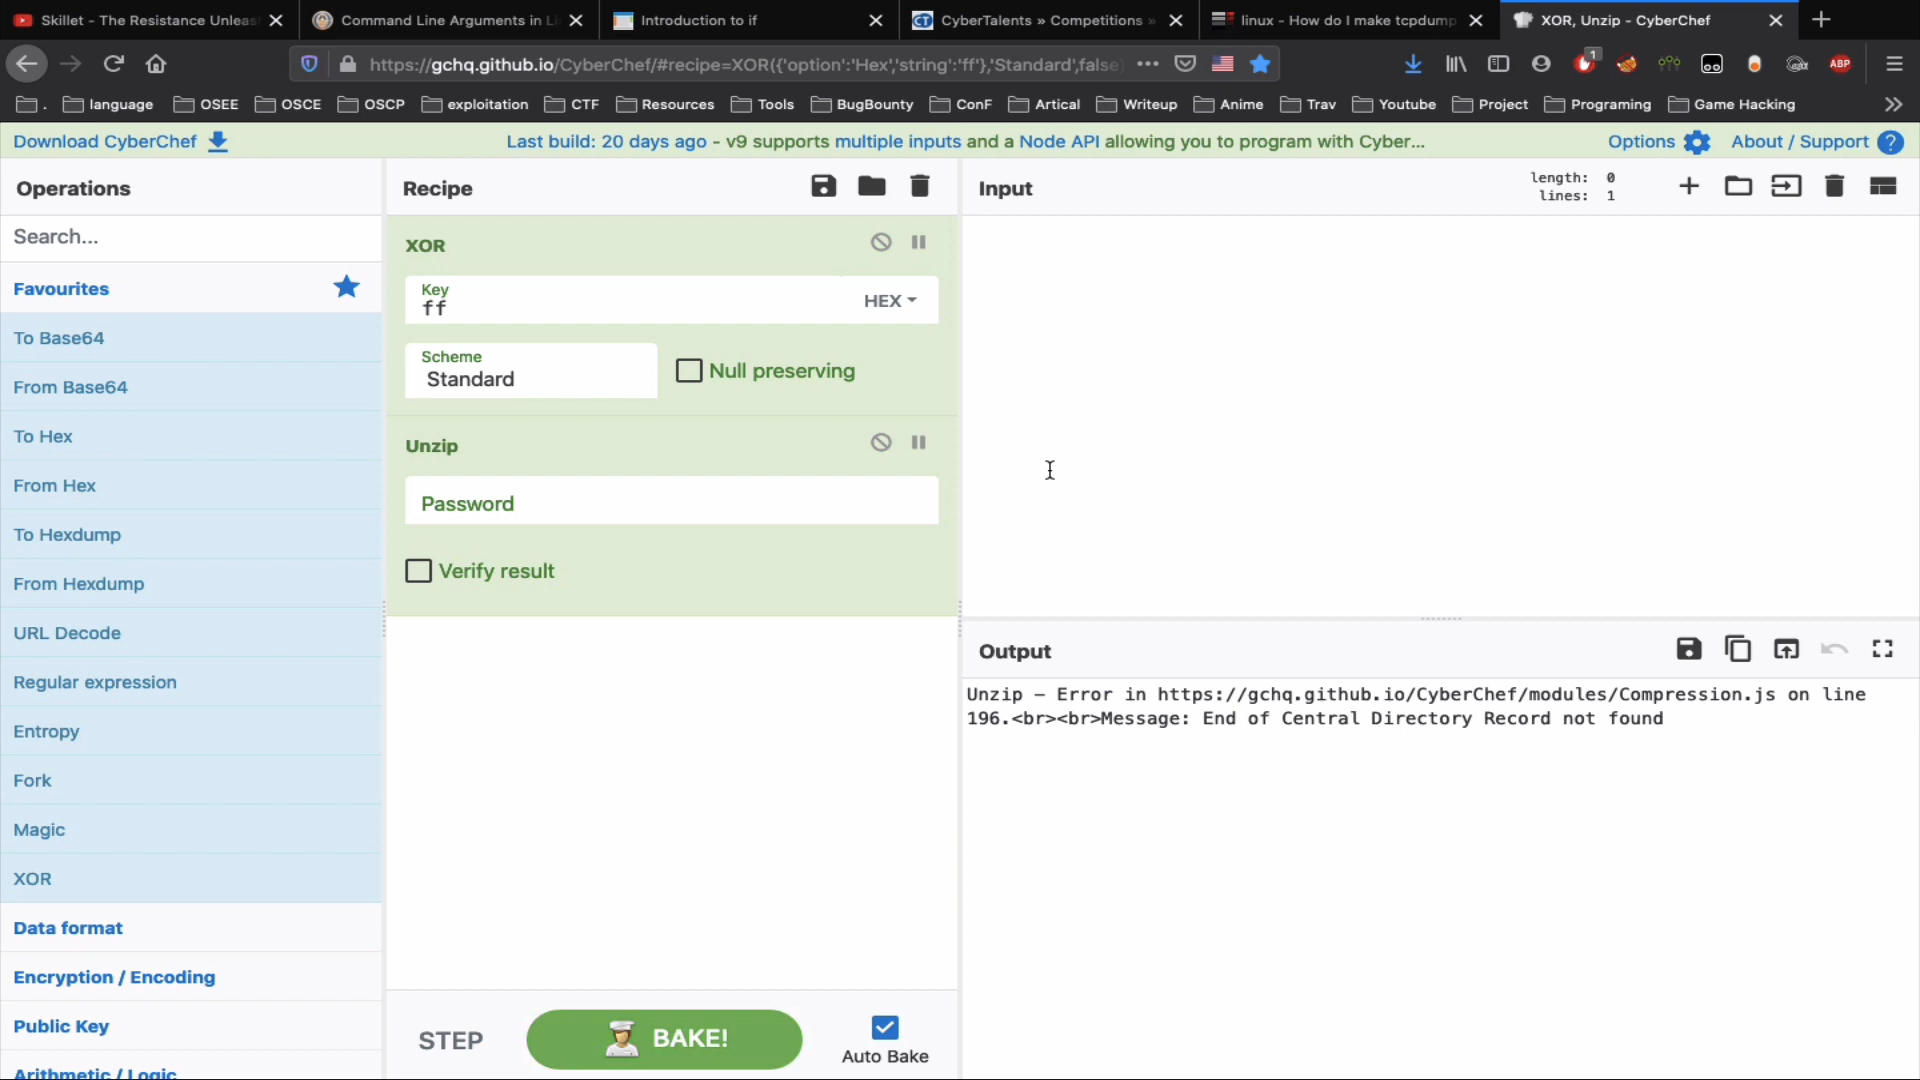 Skillet - The Resistance Unleas
Command Line Arguments in Li
Introduction to if
CyberTalents » Competitions »
linux - How do I make tcpdump
XOR, Unzip - CyberChef
https://gchq.github.io/CyberChef/#recipe=XOR({'option':'Hex','string':'ff'},'Standard',false)
1
ABP
.
language
OSEE
OSCE
OSCP
exploitation
CTF
Resources
Tools
BugBounty
ConF
Artical
Writeup
Anime
Trav
Youtube
Project
Programing
Game Hacking
Download CyberChef
Last build: 20 days ago - v9 supports multiple inputs and a Node API allowing you to program with Cyber...
Options
About / Support
Operations
Search...
Favourites
To Base64
From Base64
To Hex
From Hex
To Hexdump
From Hexdump
URL Decode
Regular expression
Entropy
Fork
Magic
XOR
Data format
Encryption / Encoding
Public Key
Arithmetic / Logic
Recipe
XOR
Key
ff
HEX
Scheme
Standard
Null preserving
Unzip
Password
Verify result
STEP
BAKE!
Auto Bake
Input
length: 0
lines: 1
Output
Unzip – Error in https://gchq.github.io/CyberChef/modules/Compression.js on line
196.<br><br>Message: End of Central Directory Record not found